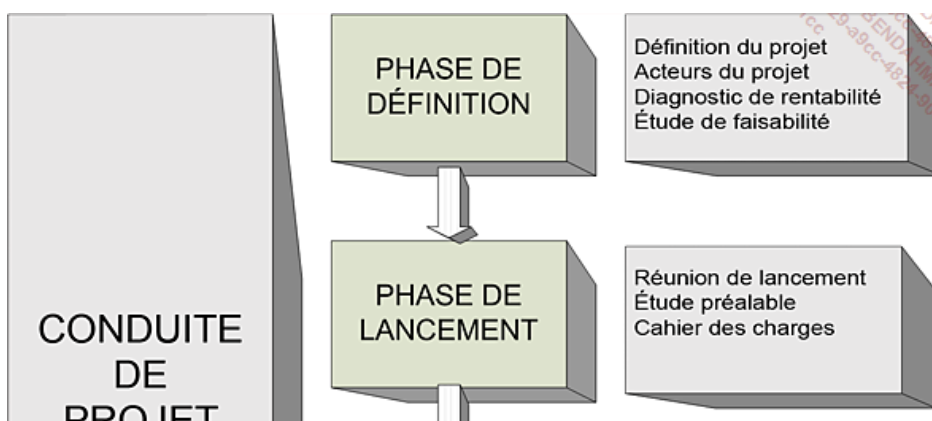 CONDUITE
DE
PROJET
PHASE DE
DÉFINITION
Définition du projet
Acteurs du projet
Diagnostic de rentabilité
Étude de faisabilité
PHASE DE
LANCEMENT
Réunion de lancement
Étude préalable
Cahier des charges